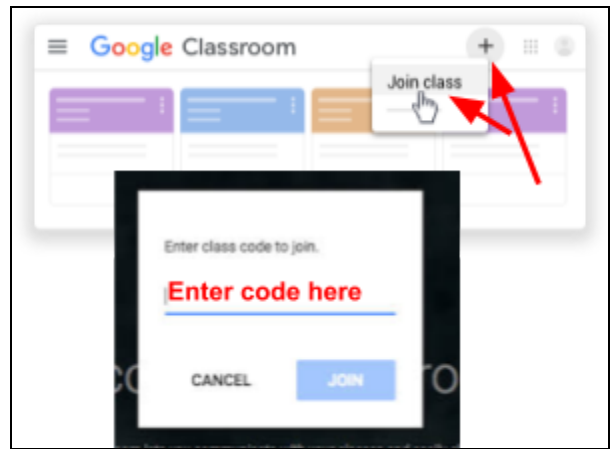 Google Classroom
+
Join class
Enter class code to join.
Enter code here
CANCEL
JOIN